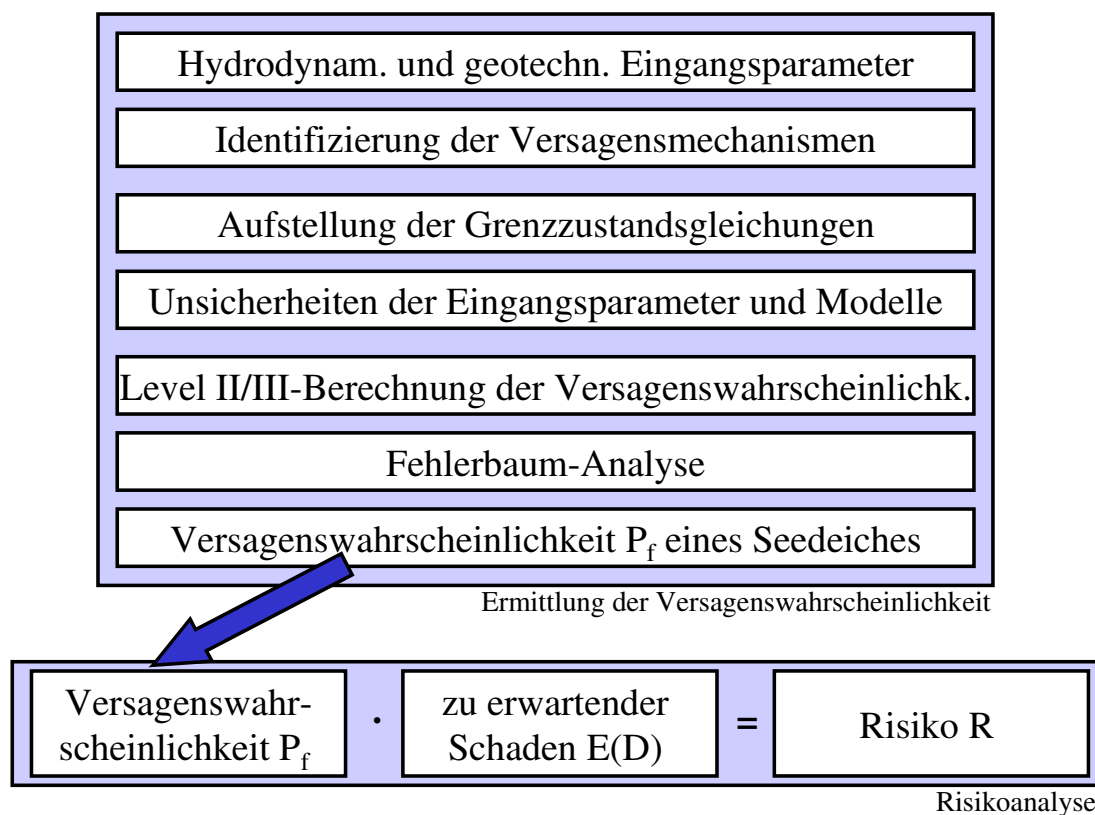 Hydrodynam. und geotechn. Eingangsparameter
Identifizierung der Versagensmechanismen
Aufstellung der Grenzzustandsgleichungen
Unsicherheiten der Eingangsparameter und Modelle
Level II/III-Berechnung der Versagenswahrscheinlichk.
Fehlerbaum-Analyse
Versagenswahrscheinlichkeit Pf eines Seedeiches
Ermittlung der Versagenswahrscheinlichkeit
Versagenswahr-
scheinlichkeit Pf
·
zu erwartender
Schaden E(D)
=
Risiko R
Risikoanalyse